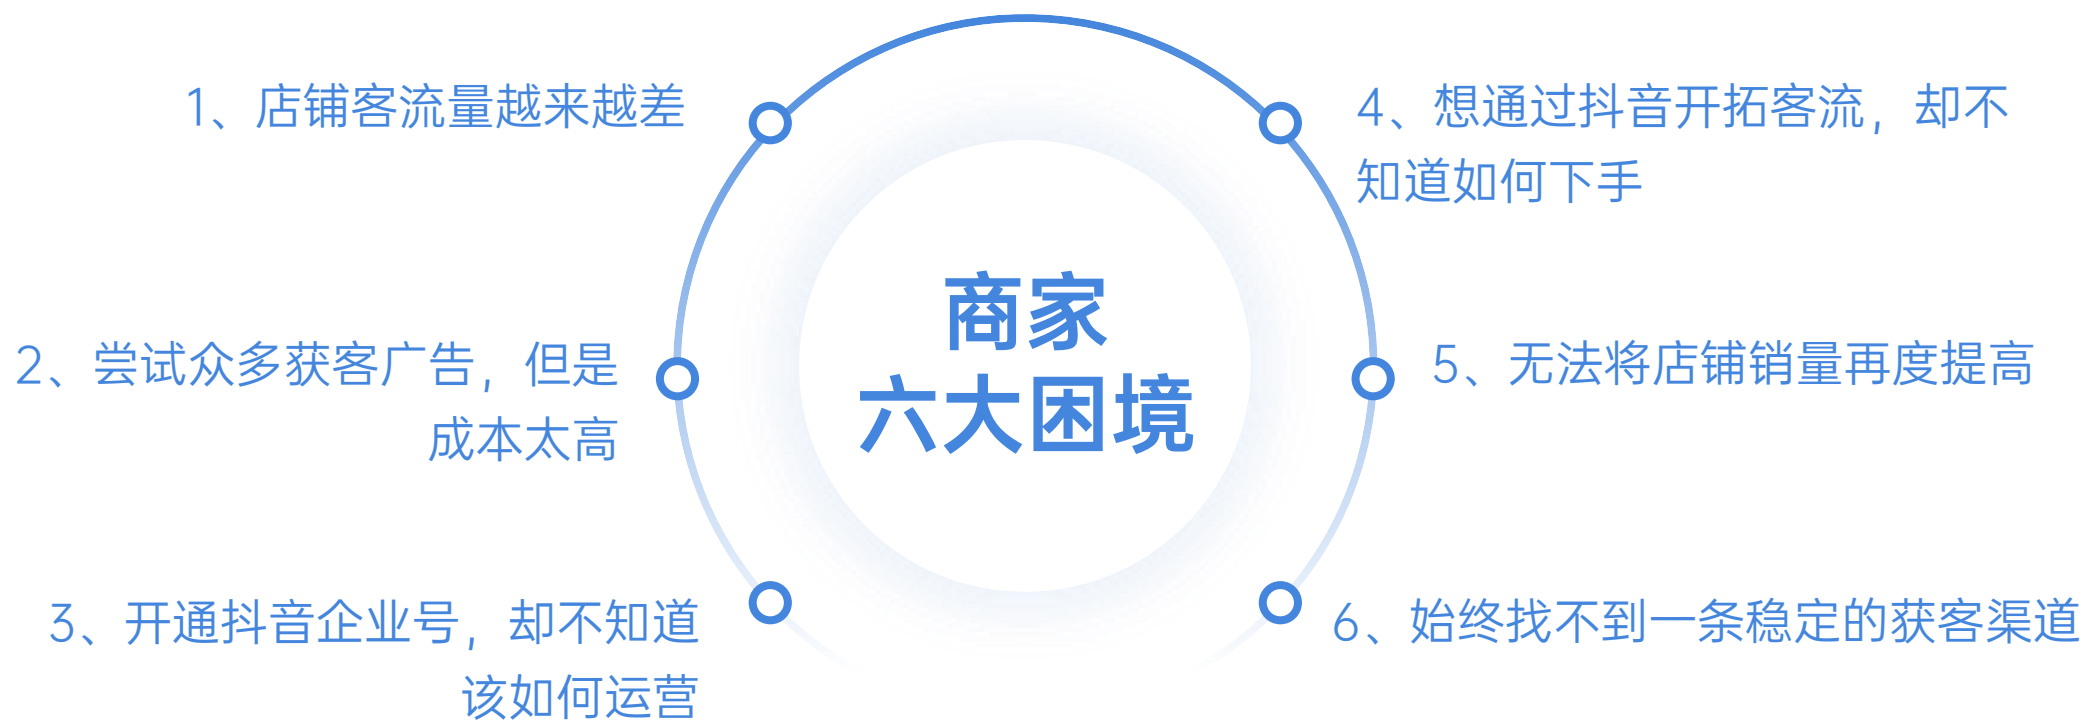 商家
六大困境
1、店铺客流量越来越差
2、尝试众多获客广告，但是
成本太高
3、开通抖音企业号，却不知道
该如何运营
4、想通过抖音开拓客流，却不
知道如何下手
5、无法将店铺销量再度提高
6、始终找不到一条稳定的获客渠道